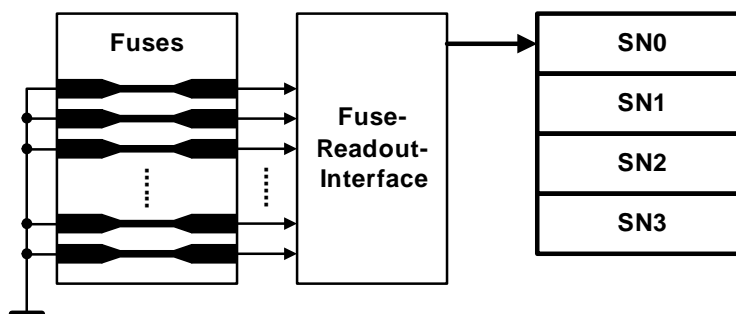 Fuses
Fuse-
Readout-
Interface
SN0
SN1
SN2
SN3